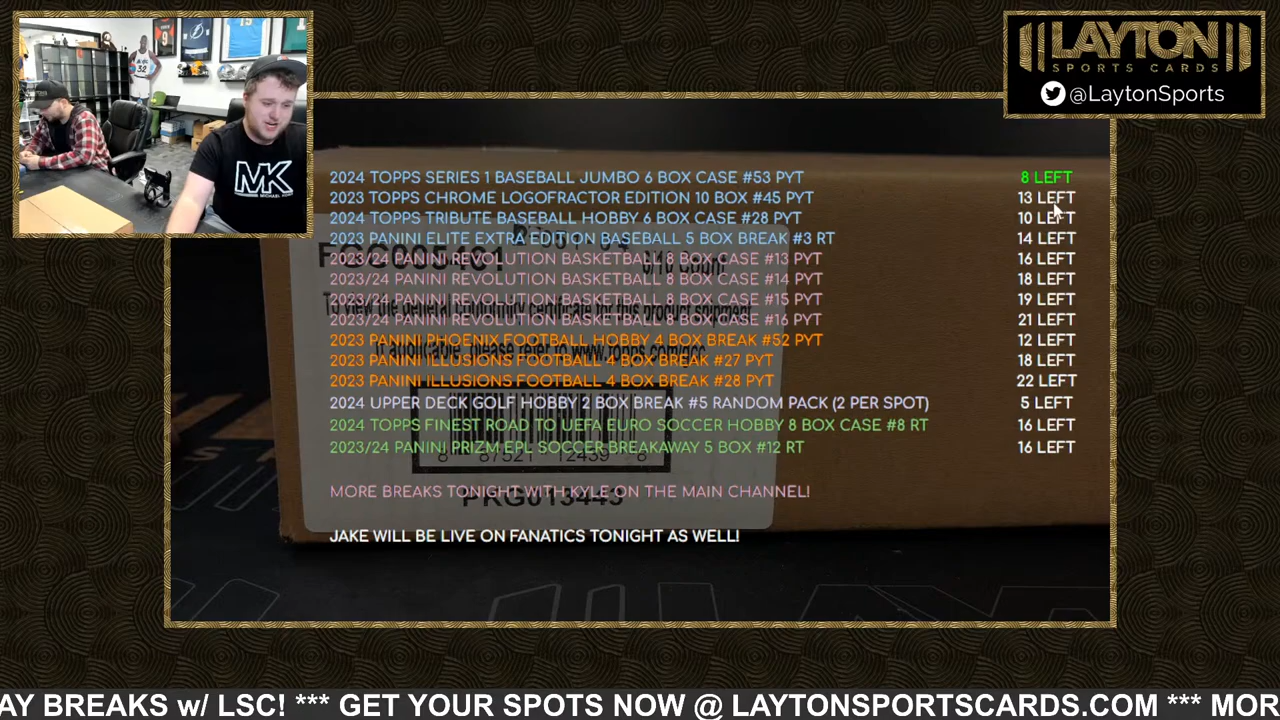 LAYTON
SPORTS CARDS
@LaytonSports
MK
2024 TOPPS SERIES 1 BASEBALL JUMBO 6 BOX CASE #53 PYT 8 LEFT
2023 TOPPS CHROME LOGOFRACTOR EDITION 10 BOX #45 PYT 13 LEFT
2024 TOPPS TRIBUTE BASEBALL HOBBY 6 BOX CASE #28 PYT 10 LEFT
2023 PANINI ELITE EXTRA EDITION BASEBALL 5 BOX BREAK #3 RT 14 LEFT
2023/24 PANINI REVOLUTION BASKETBALL 8 BOX CASE #13 PYT 16 LEFT
2023/24 PANINI REVOLUTION BASKETBALL 8 BOX CASE #14 PYT 18 LEFT
2023/24 PANINI REVOLUTION BASKETBALL 8 BOX CASE #15 PYT 19 LEFT
2023/24 PANINI REVOLUTION BASKETBALL 8 BOX CASE #16 PYT 21 LEFT
2023 PANINI PHOENIX FOOTBALL HOBBY 4 BOX BREAK #52 PYT 12 LEFT
2023 PANINI ILLUSIONS FOOTBALL 4 BOX BREAK #27 PYT 18 LEFT
2023 PANINI ILLUSIONS FOOTBALL 4 BOX BREAK #28 PYT 22 LEFT
2024 UPPER DECK GOLF HOBBY 2 BOX BREAK #5 RANDOM PACK (2 PER SPOT) 5 LEFT
2024 TOPPS FINEST ROAD TO UEFA EURO SOCCER HOBBY 8 BOX CASE #8 RT 16 LEFT
2023/24 PANINI PRIZM EPL SOCCER BREAKAWAY 5 BOX #12 RT 16 LEFT
MORE BREAKS TONIGHT WITH KYLE ON THE MAIN CHANNEL!
PKG013443
JAKE WILL BE LIVE ON FANATICS TONIGHT AS WELL!
AY BREAKS w/ LSC! *** GET YOUR SPOTS NOW @ LAYTONSPORTSCARDS.COM *** MOR